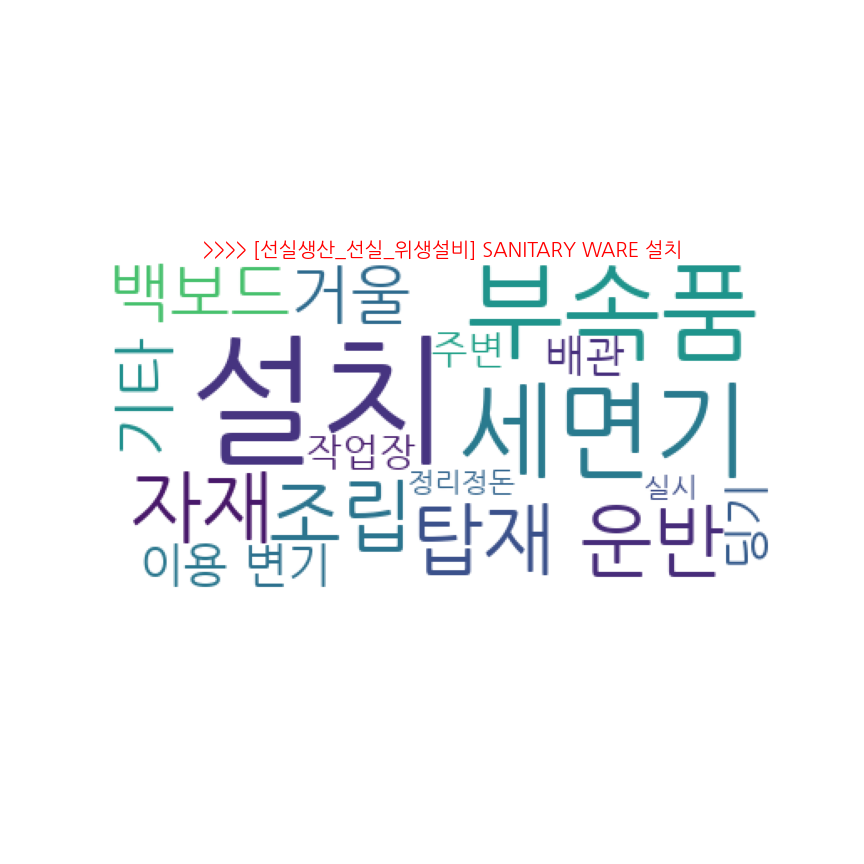 >>>> [선실생산_선실_위생설비] SANITARY WARE 설치
백보드 거울 부속품
기타 설치 주변 배관
세면기
작업장
자재 조립 정리정돈 실시
탑재 운반 딩기
이용 변기